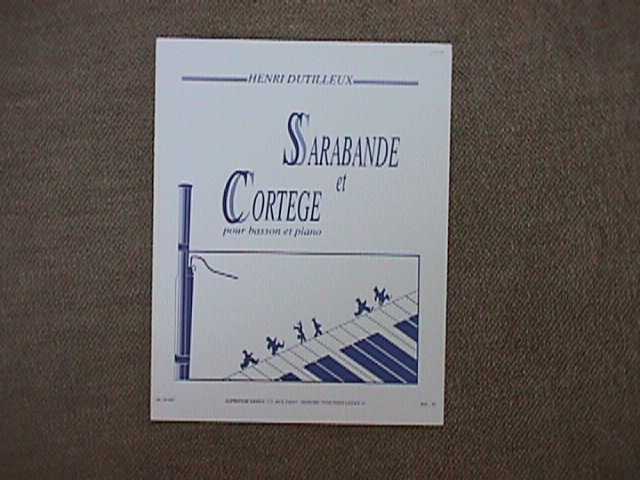 HENRI DUTILLEUX
SARABANDE
et
CORTEGE
pour basson et piano